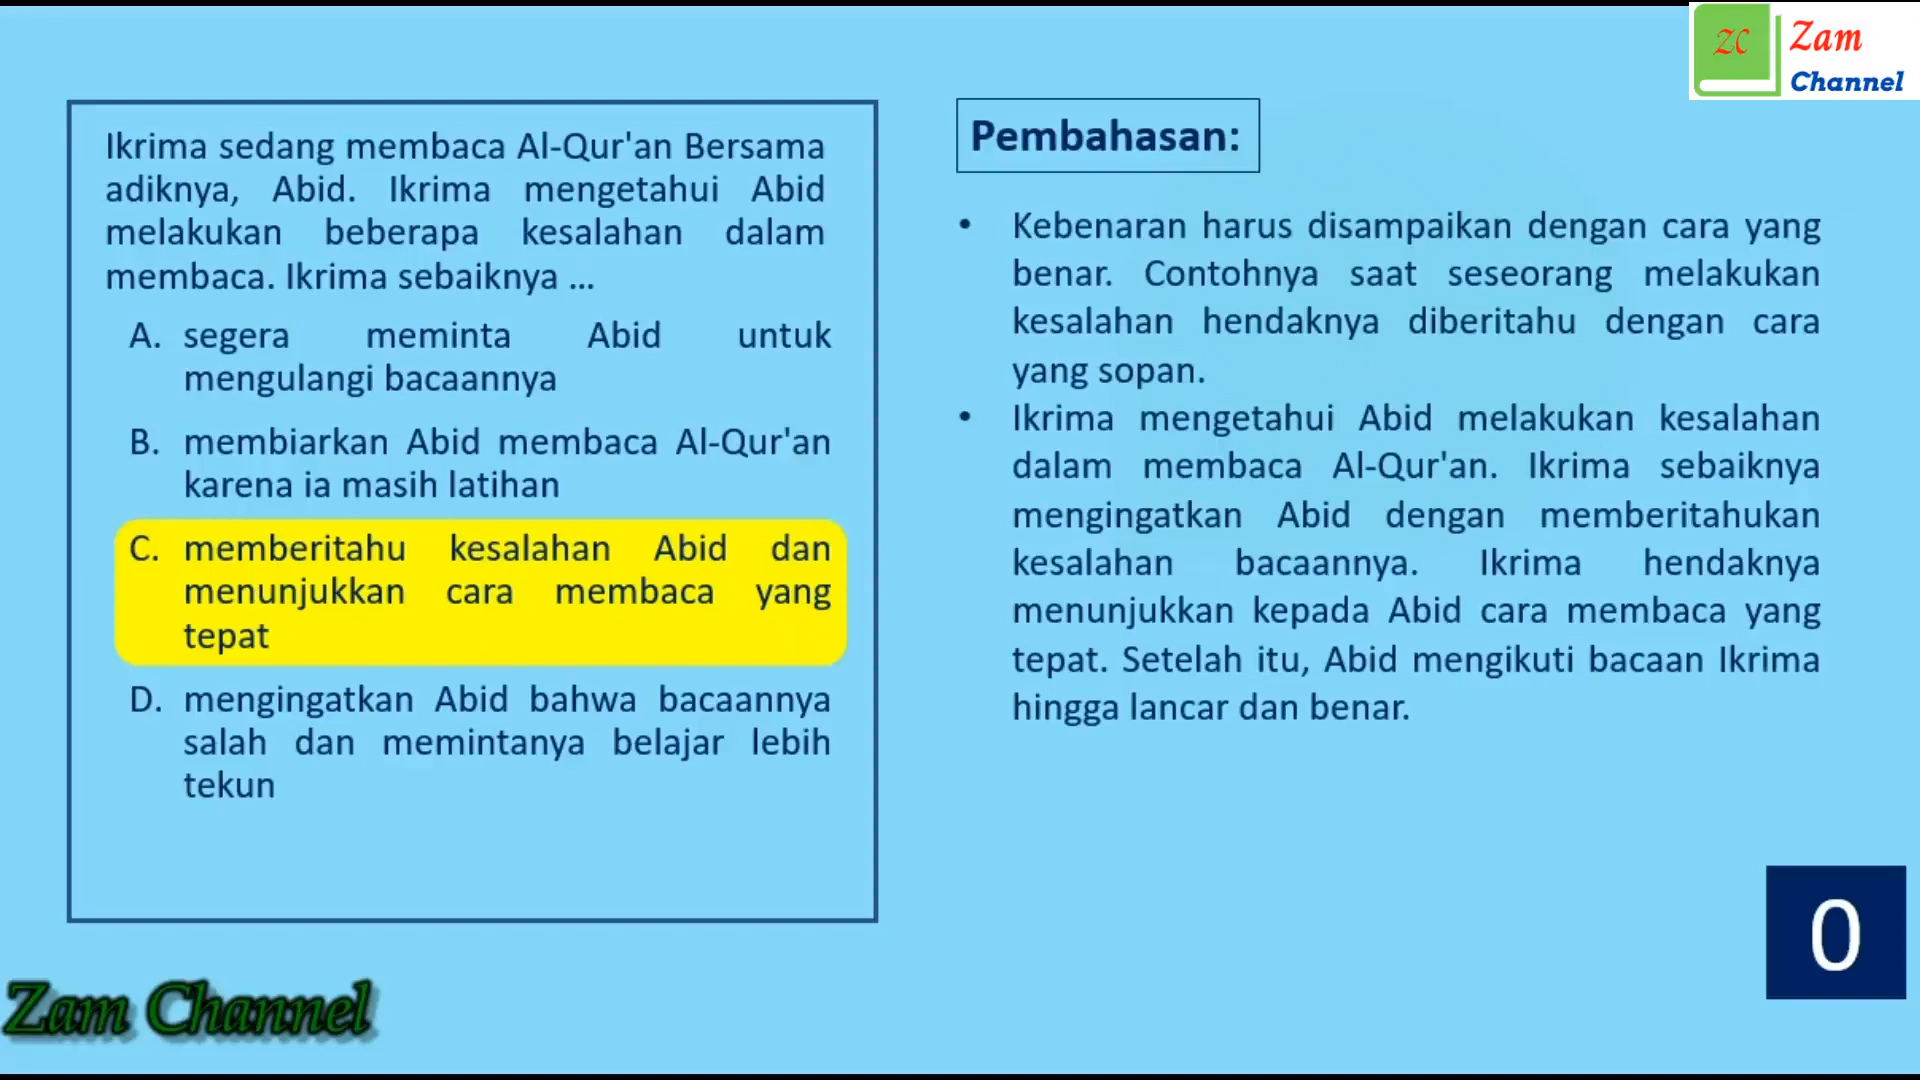 ZC
Zam
Channel
Ikrima sedang membaca Al-Qur'an Bersama
adiknya, Abid. Ikrima mengetahui Abid
melakukan beberapa kesalahan dalam
membaca. Ikrima sebaiknya ...
A. segera meminta Abid untuk
mengulangi bacaannya
B. membiarkan Abid membaca Al-Qur'an
karena ia masih latihan
C. memberitahu kesalahan Abid dan
menunjukkan cara membaca yang
tepat
D. mengingatkan Abid bahwa bacaannya
salah dan memintanya belajar lebih
tekun
Pembahasan:
• Kebenaran harus disampaikan dengan cara yang
benar. Contohnya saat seseorang melakukan
kesalahan hendaknya diberitahu dengan cara
yang sopan.
• Ikrima mengetahui Abid melakukan kesalahan
dalam membaca Al-Qur'an. Ikrima sebaiknya
mengingatkan Abid dengan memberitahukan
kesalahan bacaannya. Ikrima hendaknya
menunjukkan kepada Abid cara membaca yang
tepat. Setelah itu, Abid mengikuti bacaan Ikrima
hingga lancar dan benar.
0
Zam Channel